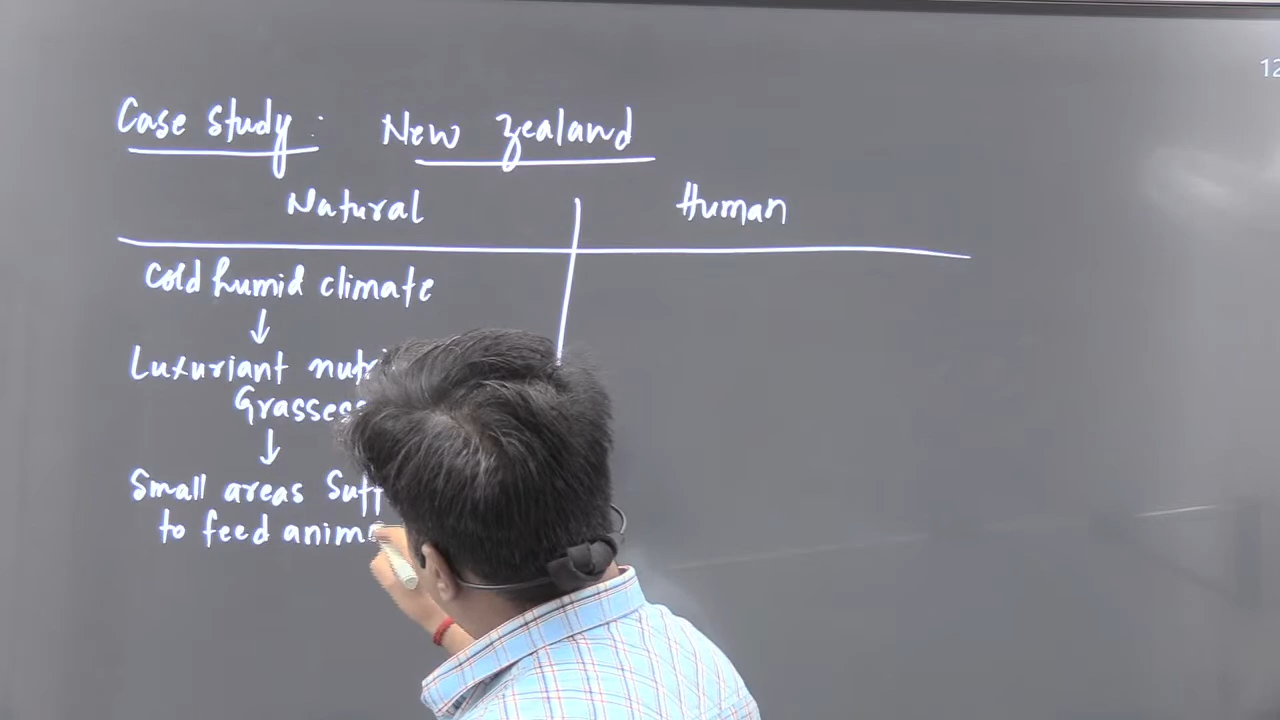 12
Case study : New Zealand
Natural Human
Cold humid climate
↓
Luxuriant
Grasses
↓
Small areas
to feed